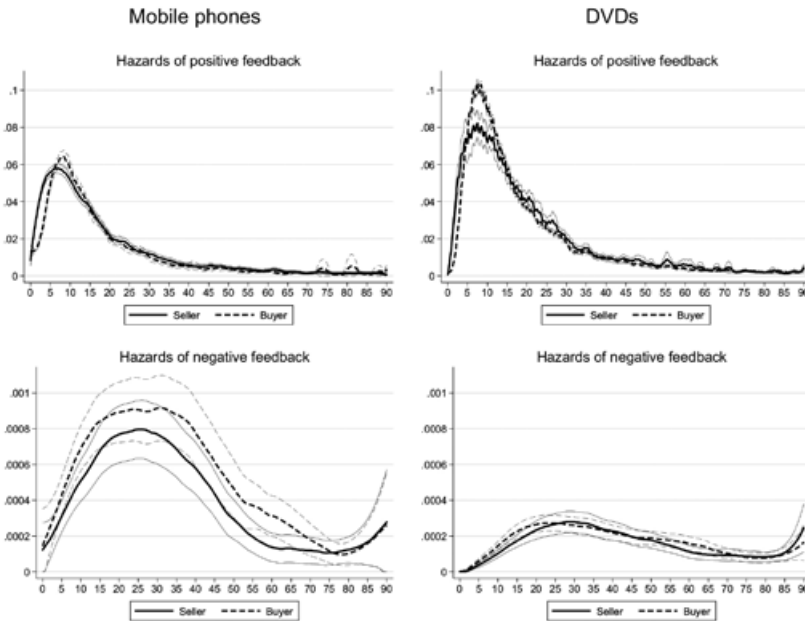 Mobile phones
DVDs
Hazards of positive feedback
.1
.08
.06
.04
.02
0
0 5 10 15 20 25 30 35 40 45 50 55 60 65 70 75 80 85 90
Seller Buyer
Hazards of positive feedback
.1
.08
.06
.04
.02
0
0 5 10 15 20 25 30 35 40 45 50 55 60 65 70 75 80 85 90
Seller Buyer
Hazards of negative feedback
.001
.0008
.0006
.0004
.0002
0
0 5 10 15 20 25 30 35 40 45 50 55 60 65 70 75 80 85 90
Seller Buyer
Hazards of negative feedback
.001
.0008
.0006
.0004
.0002
0
0 5 10 15 20 25 30 35 40 45 50 55 60 65 70 75 80 85 90
Seller Buyer